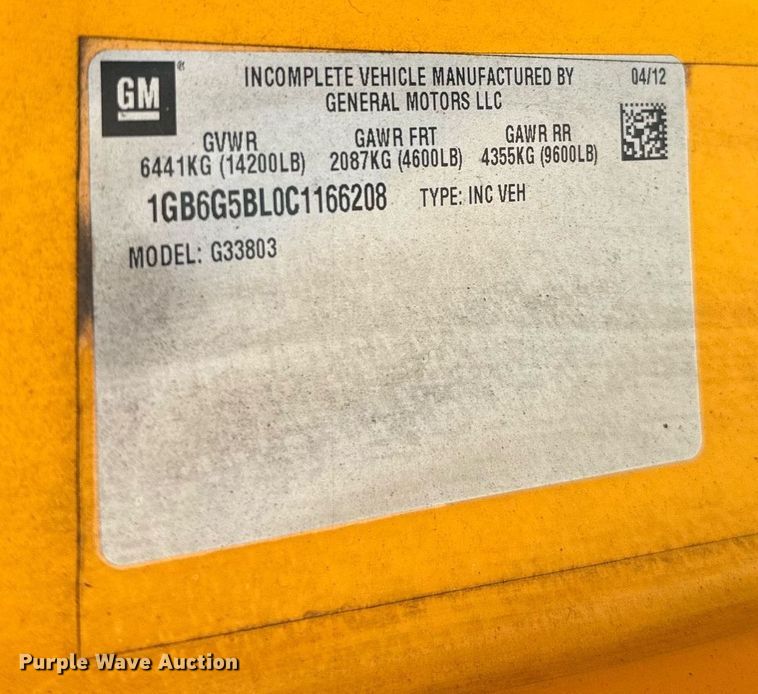 GM®
INCOMPLETE VEHICLE MANUFACTURED BY 04/12
GENERAL MOTORS LLC
GVWR GAWR FRT GAWR RR
6441KG (14200LB) 2087KG (4600LB) 4355KG (9600LB)
1GB6G5BL0C1166208 TYPE: INC VEH
MODEL: G33803
Purple Wave Auction